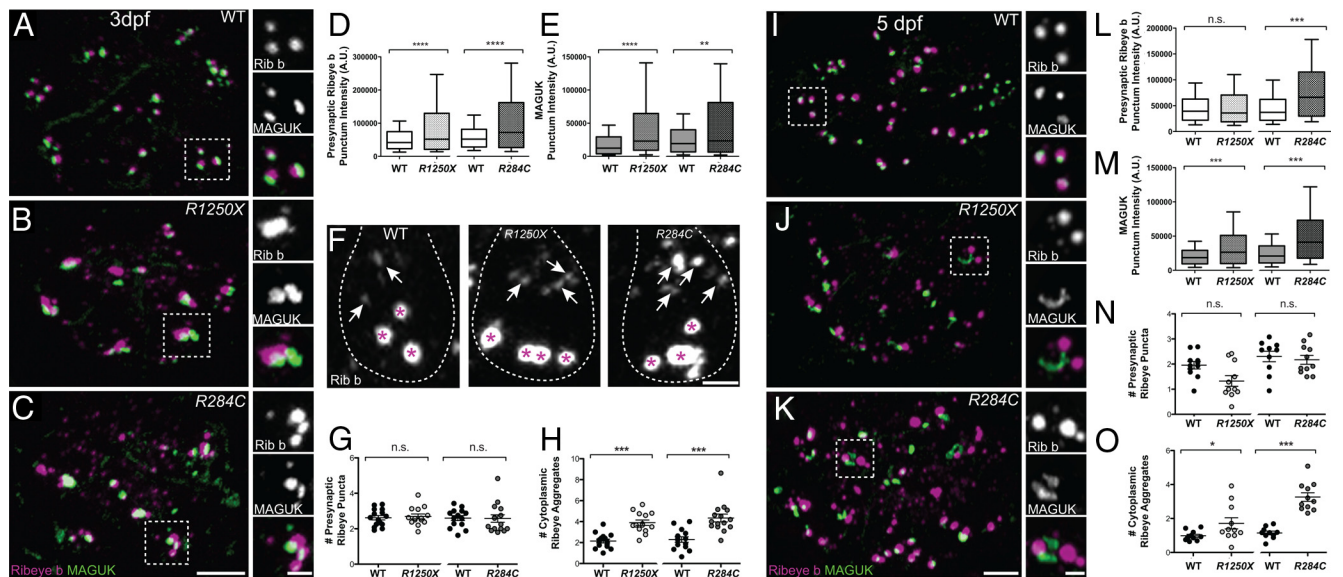 A
3dpf
WT
Rib b
MAGUK
B
R1250X
Rib b
MAGUK
C
R284C
Rib b
MAGUK
Ribeye b MAGUK
D
Presynaptic Ribeye b
Punctum Intensity (A.U.)
300000
200000
100000
0
****
****
WT
R1250X
WT
R284C
E
MAGUK
Punctum Intensity (A.U.)
150000
100000
50000
0
****
**
WT
R1250X
WT
R284C
F
WT
R1250X
R284C
* * *
* * * *
* * *
Rib b
G
# Presynaptic
Ribeye Puncta
6
4
2
0
n.s.
n.s.
WT
R1250X
WT
R284C
H
# Cytoplasmic
Ribeye Aggregates
10
8
6
4
2
0
***
***
WT
R1250X
WT
R284C
I
5 dpf
WT
Rib b
MAGUK
J
R1250X
Rib b
MAGUK
K
R284C
Rib b
MAGUK
Ribeye b MAGUK
L
Presynaptic Ribeye b
Punctum Intensity (A.U.)
200000
150000
100000
50000
0
n.s.
***
WT
R1250X
WT
R284C
M
MAGUK
Punctum Intensity (A.U.)
150000
100000
50000
0
***
***
WT
R1250X
WT
R284C
N
# Presynaptic
Ribeye Puncta
4
3
2
1
0
n.s.
n.s.
WT
R1250X
WT
R284C
O
# Cytoplasmic
Ribeye Aggregates
6
4
2
0
*
***
WT
R1250X
WT
R284C